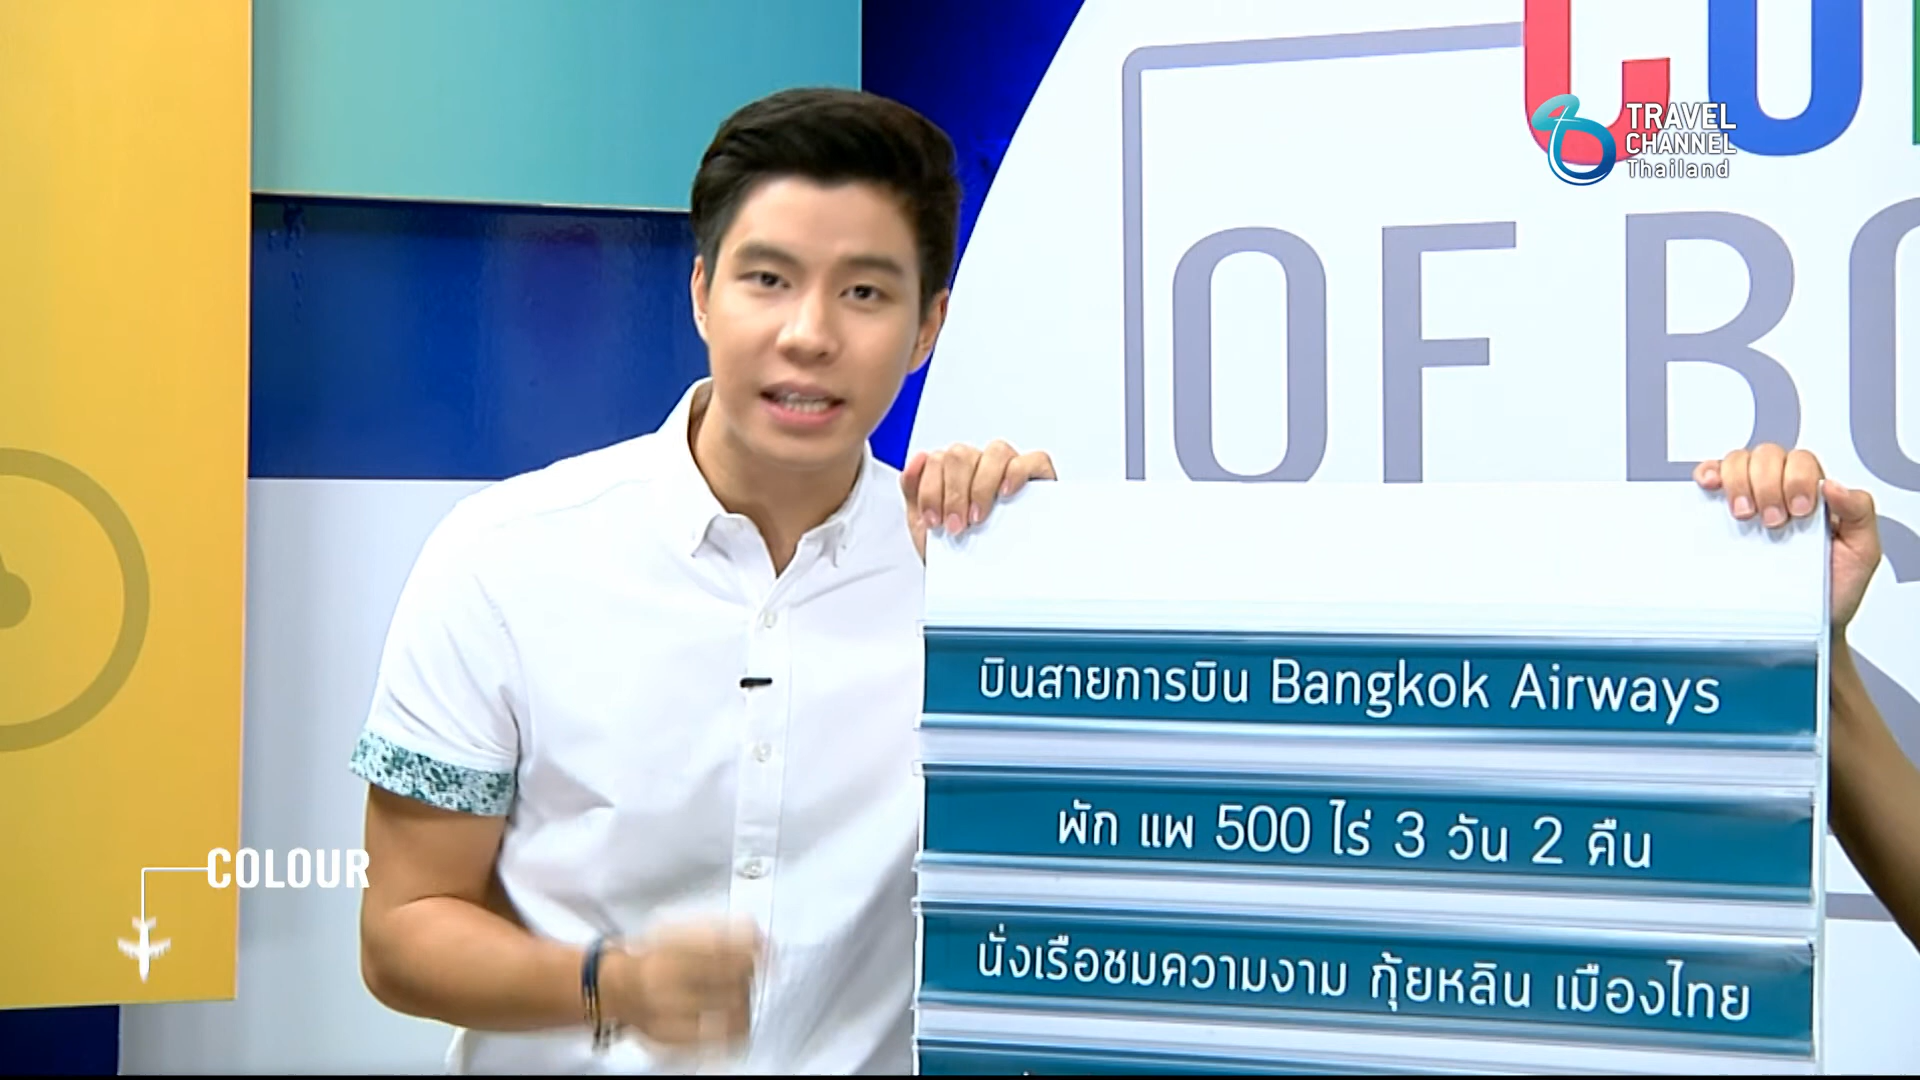 TRAVEL
CHANNEL
Thailand
OF
บินสายการบิน Bangkok Airways
พัก แพ 500 ไร่ 3 วัน 2 คืน
นั่งเรือชมความงาม กุ้ยหลิน เมืองไทย
COLOUR